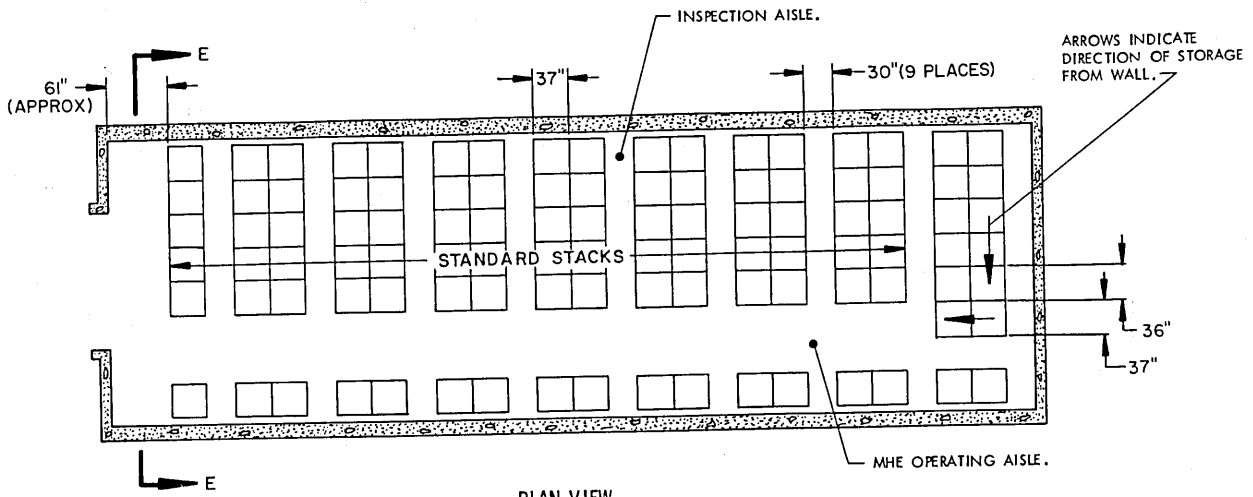 INSPECTION AISLE.
ARROWS INDICATE
DIRECTION OF STORAGE
FROM WALL.
E
61"
(APPROX)
37"
30"(9 PLACES)
STANDARD STACKS
36"
37"
MHE OPERATING AISLE.
E
PLAN VIEW